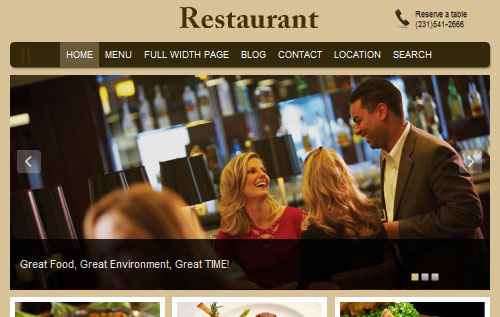 Restaurant
Reserve a table
(231)541-2666
HOME MENU FULL WIDTH PAGE BLOG CONTACT LOCATION SEARCH
Great Food, Great Environment, Great TIME!